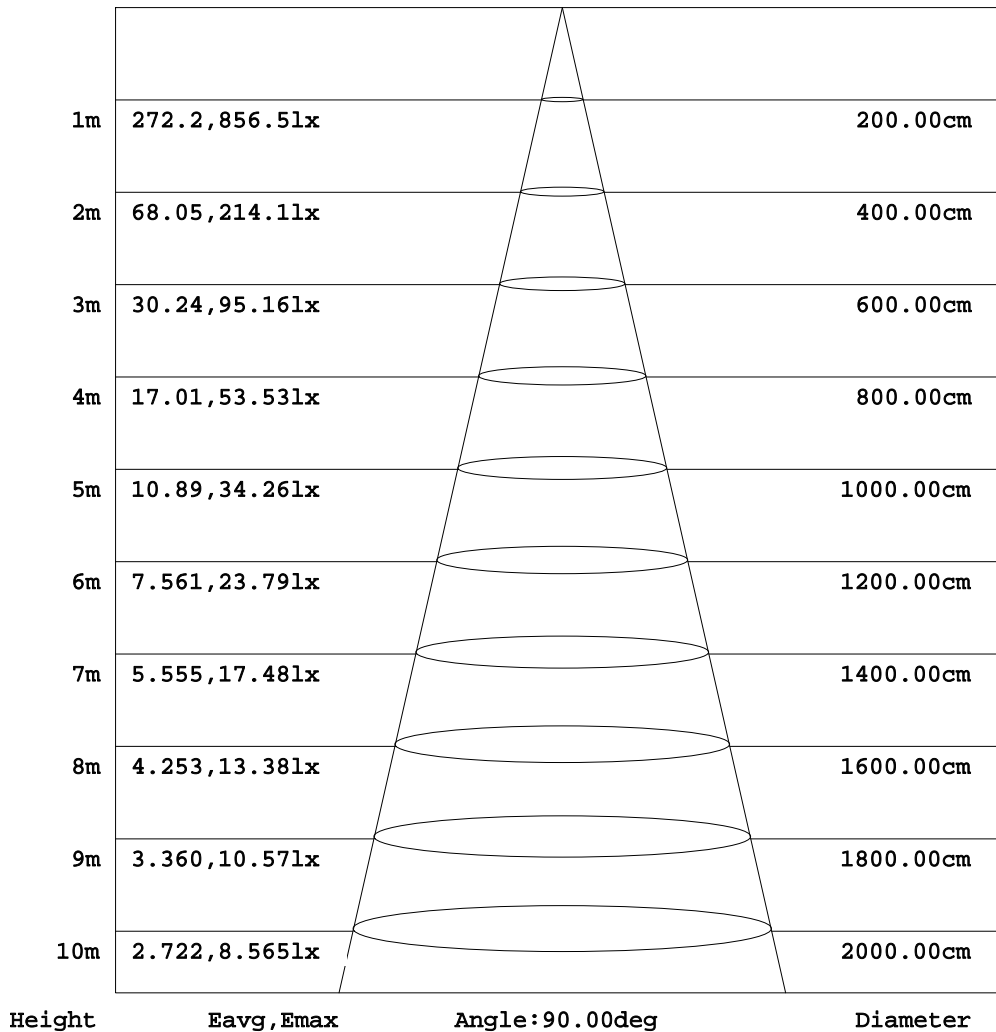 1m 272.2,856.5lx 200.00cm
2m 68.05,214.1lx 400.00cm
3m 30.24,95.16lx 600.00cm
4m 17.01,53.53lx 800.00cm
5m 10.89,34.26lx 1000.00cm
6m 7.561,23.79lx 1200.00cm
7m 5.555,17.48lx 1400.00cm
8m 4.253,13.38lx 1600.00cm
9m 3.360,10.57lx 1800.00cm
10m 2.722,8.565lx 2000.00cm
Height Eavg,Emax Angle:90.00deg Diameter